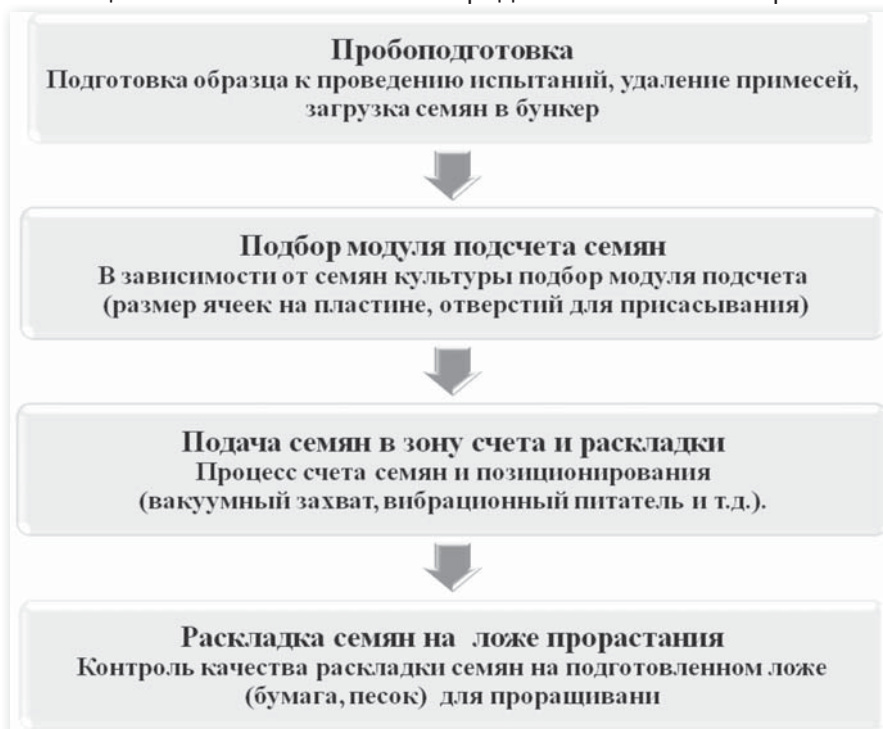 Пробоподготовка
Подготовка образца к проведению испытаний, удаление примесей,
загрузка семян в бункер
Подбор модуля подсчета семян
В зависимости от семян культуры подбор модуля подсчета
(размер ячеек на пластине, отверстий для присасывания)
Подача семян в зону счета и раскладки
Процесс счета семян и позиционирования
(вакуумный захват, вибрационный питатель и т.д.).
Раскладка семян на ложе прорастания
Контроль качества раскладки семян на подготовленном ложе
(бумага, песок) для проращивани